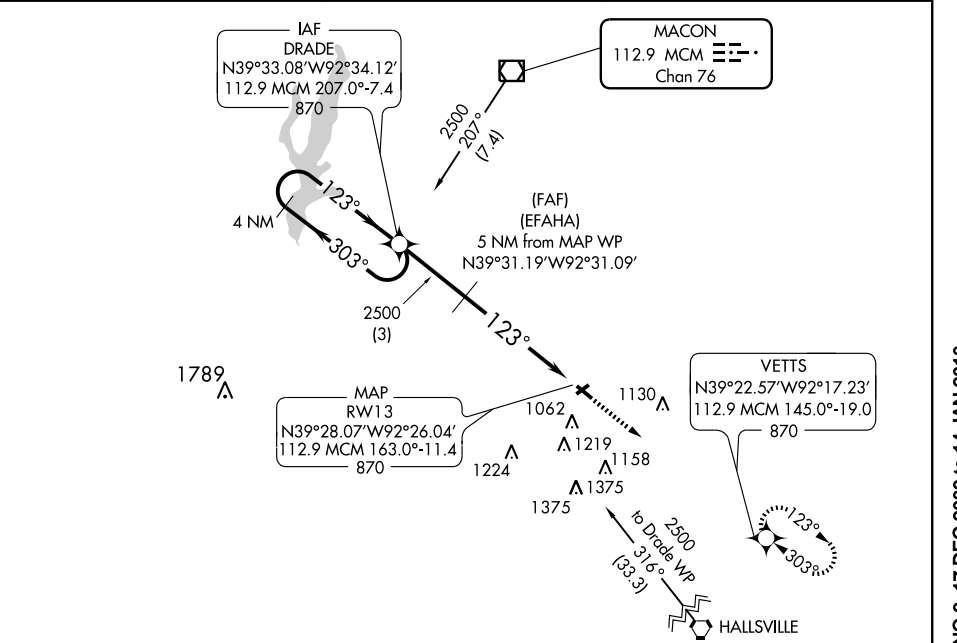 IAF
DRADE
N39°33.08'W92°34.12'
112.9 MCM 207.0°-7.4
870
MACON
112.9 MCM
Chan 76
2500
207°
(7.4)
123°
4 NM
303°
(FAF)
(EFAHA)
5 NM from MAP WP
N39°31.19'W92°31.09'
2500
(3)
123°
1789
MAP
RW13
N39°28.07'W92°26.04'
112.9 MCM 163.0°-11.4
870
1062
1130
1219
1224
1158
1375
1375
VETTS
N39°22.57'W92°17.23'
112.9 MCM 145.0°-19.0
870
2500
to Drade WP
316°
(33.3)
123°
303°
HALLSVILLE